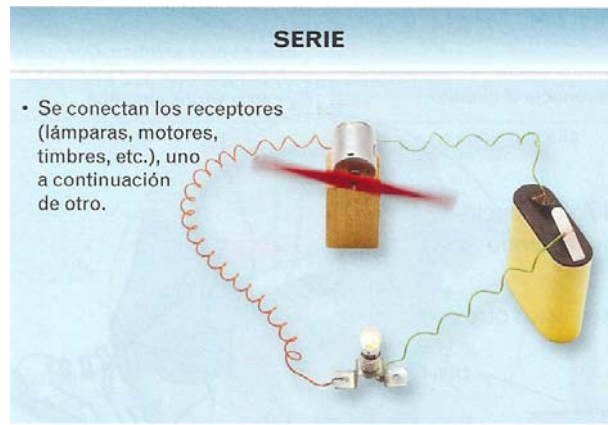 SERIE
• Se conectan los receptores
(lámparas, motores,
timbres, etc.), uno
a continuación
de otro.